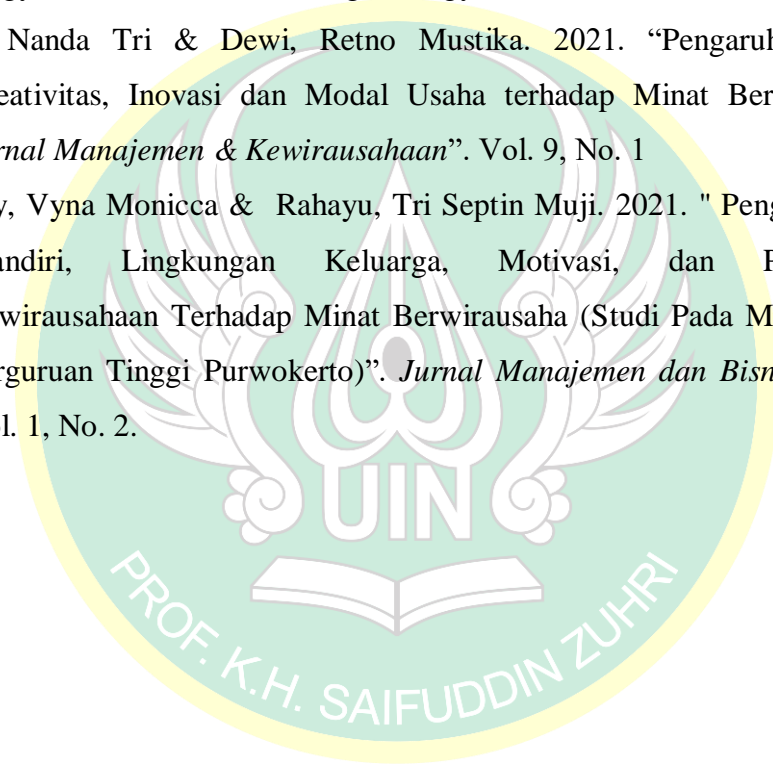 Nanda Tri & Dewi, Retno Mustika. 2021. “Pengaruh
eativitas, Inovasi dan Modal Usaha terhadap Minat Ber
rnal Manajemen & Kewirausahaan”. Vol. 9, No. 1
y, Vyna Monicca & Rahayu, Tri Septin Muji. 2021. " Peng
andiri, Lingkungan Keluarga, Motivasi, dan
wirausahaan Terhadap Minat Berwirausaha (Studi Pada M
rguruan Tinggi Purwokerto)”. Jurnal Manajemen dan Bisn
l. 1, No. 2.
UIN
PROF. K.H. SAIFUDDIN ZUHRI